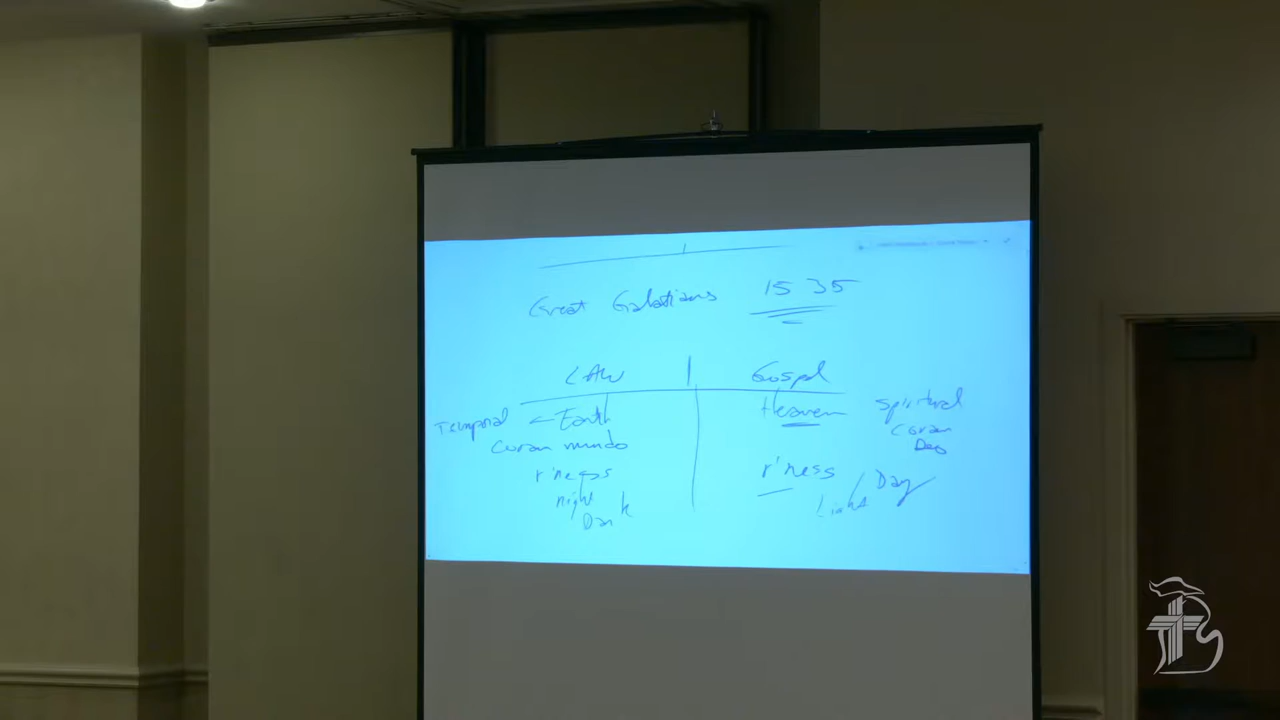 Great Galatians 1535
LAW | Gospel
Temporal Earth Heaven Spiritual
Coram mundo Coram
Deo
r'ness r'ness
night Day
Dark Light